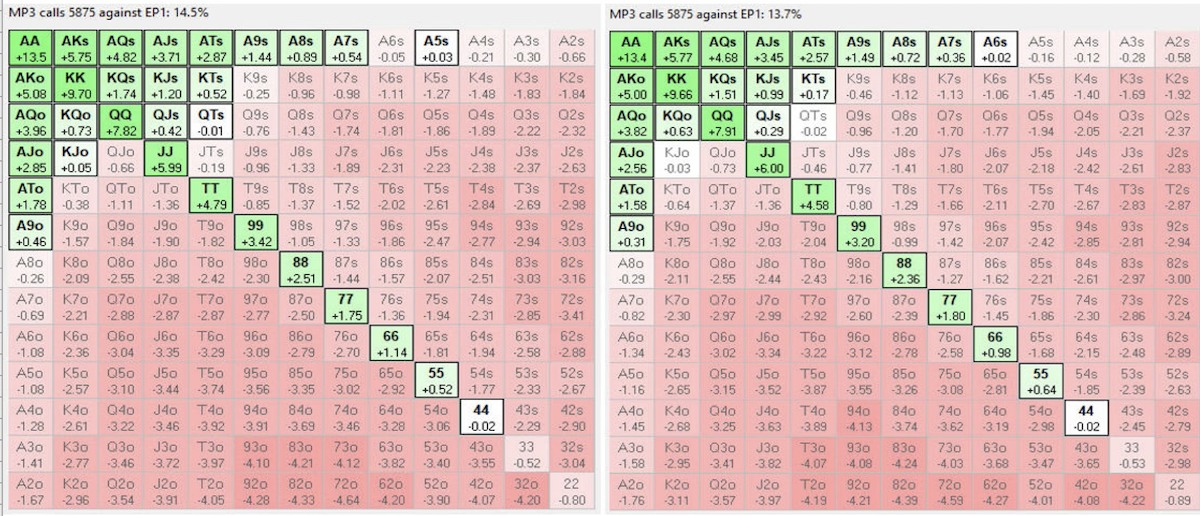 MP3 calls 5875 against EP1: 14.5%
AA AKs AQs AJs ATs A9s A8s A7s A6s A5s A4s A3s A2s
+13.5 +5.75 +4.82 +3.71 +2.87 +1.44 +0.89 +0.54 -0.05 +0.03 -0.21 -0.30 -0.66
AKo KK KQs KJs KTs K9s K8s K7s K6s K5s K4s K3s K2s
+5.08 +9.70 +1.74 +1.20 +0.52 -0.25 -0.96 -0.98 -1.11 -1.27 -1.48 -1.83 -1.84
AQo KQo QQ QJs QTs Q9s Q8s Q7s Q6s Q5s Q4s Q3s Q2s
+3.96 +0.73 +7.82 +0.42 -0.01 -0.76 -1.43 -1.74 -1.81 -1.86 -1.89 -2.22 -2.32
AJo KJo QJo JJ JTs J9s J8s J7s J6s J5s J4s J3s J2s
+2.85 +0.05 -0.66 +5.99 -0.19 -0.96 -1.33 -1.89 -2.31 -2.23 -2.38 -2.37 -2.63
ATo KTo QTo JTo TT T9s T8s T7s T6s T5s T4s T3s T2s
+1.78 -0.38 -1.11 -1.36 +4.79 -0.85 -1.37 -1.52 -2.02 -2.61 -2.84 -2.69 -2.98
A9o K9o Q9o J9o T9o 99 98s 97s 96s 95s 94s 93s 92s
+0.46 -1.57 -1.84 -1.90 -1.82 +3.42 -1.05 -1.33 -1.86 -2.47 -2.77 -2.94 -3.03
A8o K8o Q8o J8o T8o 98o 88 87s 86s 85s 84s 83s 82s
-0.26 -2.09 -2.55 -2.38 -2.42 -2.30 +2.51 -1.44 -1.57 -2.07 -2.51 -3.03 -3.16
A7o K7o Q7o J7o T7o 97o 87o 77 76s 75s 74s 73s 72s
-0.69 -2.21 -2.88 -2.87 -2.87 -2.77 -2.50 +1.75 -1.36 -1.94 -2.31 -2.85 -3.41
A6o K6o Q6o J6o T6o 96o 86o 76o 66 65s 64s 63s 62s
-1.08 -2.36 -3.04 -3.35 -3.29 -3.09 -2.79 -2.70 +1.14 -1.81 -1.94 -2.58 -2.88
A5o K5o Q5o J5o T5o 95o 85o 75o 65o 55 54s 53s 52s
-1.08 -2.57 -3.10 -3.44 -3.74 -3.56 -3.35 -3.02 -2.92 +0.52 -1.77 -2.33 -2.67
A4o K4o Q4o J4o T4o 94o 84o 74o 64o 54o 44 43s 42s
-1.28 -2.61 -3.22 -3.46 -3.92 -3.91 -3.69 -3.46 -3.28 -3.06 -0.02 -2.29 -2.90
A3o K3o Q3o J3o T3o 93o 83o 73o 63o 53o 43o 33 32s
-1.41 -2.77 -3.46 -3.72 -3.97 -4.10 -4.21 -4.12 -3.82 -3.40 -3.55 -0.52 -3.04
A2o K2o Q2o J2o T2o 92o 82o 72o 62o 52o 42o 32o 22
-1.67 -2.96 -3.54 -3.91 -4.05 -4.28 -4.33 -4.64 -4.20 -3.90 -4.07 -4.20 -0.80
MP3 calls 5875 against EP1: 13.7%
AA AKs AQs AJs ATs A9s A8s A7s A6s A5s A4s A3s A2s
+13.4 +5.77 +4.68 +3.45 +2.57 +1.49 +0.72 +0.36 +0.02 -0.16 -0.12 -0.28 -0.58
AKo KK KQs KJs KTs K9s K8s K7s K6s K5s K4s K3s K2s
+5.00 +9.66 +1.51 +0.99 +0.17 -0.46 -1.12 -1.13 -1.06 -1.45 -1.40 -1.69 -1.92
AQo KQo QQ QJs QTs Q9s Q8s Q7s Q6s Q5s Q4s Q3s Q2s
+3.82 +0.63 +7.91 +0.29 -0.02 -0.96 -1.20 -1.70 -1.77 -1.94 -2.05 -2.21 -2.37
AJo KJo QJo JJ JTs J9s J8s J7s J6s J5s J4s J3s J2s
+2.56 -0.03 -0.73 +6.00 -0.46 -0.77 -1.41 -1.80 -2.07 -2.18 -2.42 -2.61 -2.83
ATo KTo QTo JTo TT T9s T8s T7s T6s T5s T4s T3s T2s
+1.58 -0.64 -1.37 -1.36 +4.58 -0.80 -1.29 -1.66 -2.11 -2.70 -2.67 -2.83 -2.87
A9o K9o Q9o J9o T9o 99 98s 97s 96s 95s 94s 93s 92s
+0.31 -1.75 -1.92 -2.03 -2.04 +3.20 -0.99 -1.42 -2.07 -2.42 -2.85 -2.81 -2.94
A8o K8o Q8o J8o T8o 98o 88 87s 86s 85s 84s 83s 82s
-0.29 -2.11 -2.55 -2.44 -2.43 -2.16 +2.36 -1.27 -1.62 -2.21 -2.61 -2.97 -3.00
A7o K7o Q7o J7o T7o 97o 87o 77 76s 75s 74s 73s 72s
-0.82 -2.30 -2.97 -2.99 -2.92 -2.60 -2.39 +1.80 -1.45 -1.86 -2.30 -2.86 -3.24
A6o K6o Q6o J6o T6o 96o 86o 76o 66 65s 64s 63s 62s
-1.34 -2.43 -3.02 -3.34 -3.22 -3.12 -2.78 -2.58 +0.98 -1.68 -2.15 -2.48 -2.89
A5o K5o Q5o J5o T5o 95o 85o 75o 65o 55 54s 53s 52s
-1.16 -2.65 -3.15 -3.52 -3.87 -3.55 -3.26 -3.08 -2.81 +0.64 -1.85 -2.39 -2.63
A4o K4o Q4o J4o T4o 94o 84o 74o 64o 54o 44 43s 42s
-1.45 -2.68 -3.25 -3.63 -3.89 -4.13 -3.74 -3.62 -3.19 -2.98 -0.02 -2.45 -2.79
A3o K3o Q3o J3o T3o 93o 83o 73o 63o 53o 43o 33 32s
-1.58 -2.95 -3.41 -3.82 -4.07 -4.08 -4.24 -4.03 -3.68 -3.47 -3.65 -0.53 -2.98
A2o K2o Q2o J2o T2o 92o 82o 72o 62o 52o 42o 32o 22
-1.76 -3.11 -3.57 -3.97 -4.19 -4.21 -4.39 -4.59 -4.27 -4.01 -4.08 -4.22 -0.89